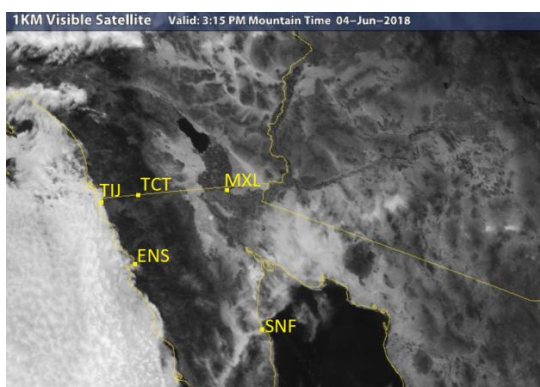 1KM Visible Satellite Valid: 3:15 PM Mountain Time 04-Jun-2018
TIJ
TCT
MXL
ENS
SNF